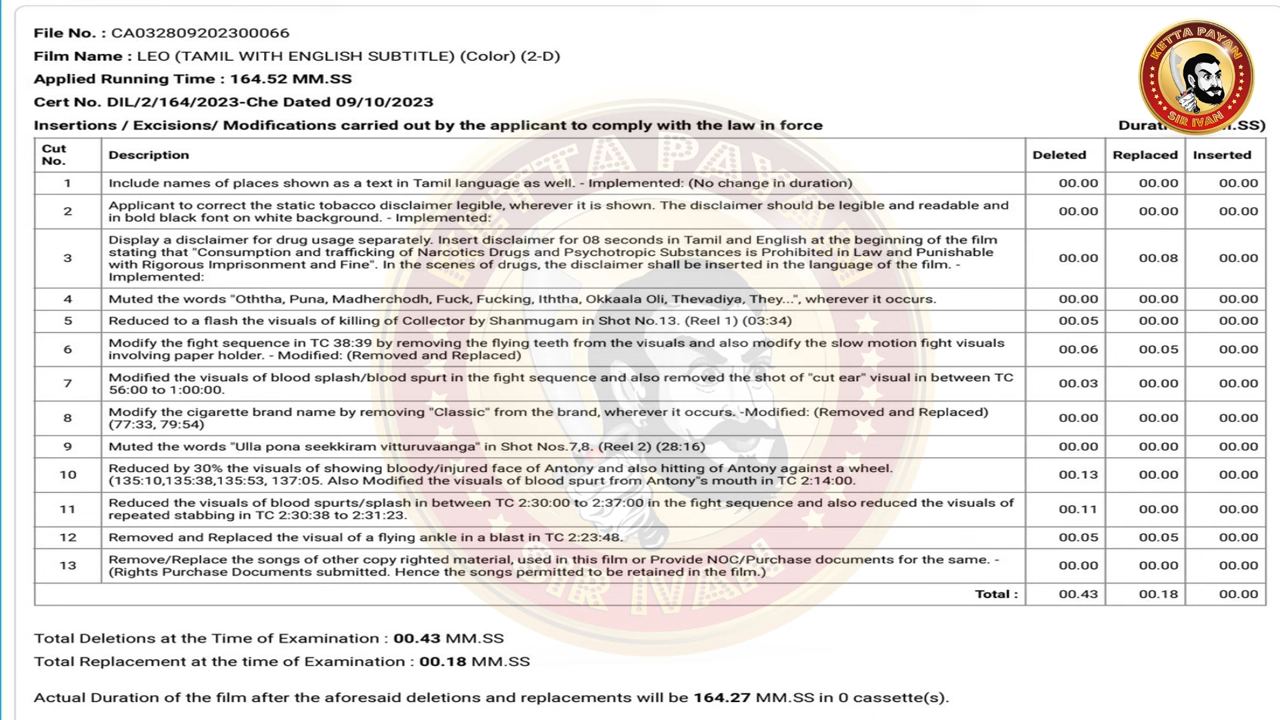 File No. : CA032809202300066
Film Name : LEO (TAMIL WITH ENGLISH SUBTITLE) (Color) (2-D)
Applied Running Time : 164.52 MM.SS
Cert No. DIL/2/164/2023-Che Dated 09/10/2023
KETTA PAYAN
SIR IVAN
Insertions / Excisions/ Modifications carried out by the applicant to comply with the law in force
Cut No. Description Deleted Replaced Inserted
1 Include names of places shown as a text in Tamil language as well. - Implemented: (No change in duration) 00.00 00.00 00.00
2 Applicant to correct the static tobacco disclaimer legible, wherever it is shown. The disclaimer should be legible and readable and
in bold black font on white background. - Implemented: 00.00 00.00 00.00
3 Display a disclaimer for drug usage separately. Insert disclaimer for 08 seconds in Tamil and English at the beginning of the film
stating that "Consumption and trafficking of Narcotics Drugs and Psychotropic Substances is Prohibited in Law and Punishable
with Rigorous Imprisonment and Fine". In the scenes of drugs, the disclaimer shall be inserted in the language of the film. -
Implemented: 00.00 00.08 00.00
4 Muted the words "Oththa, Puna, Madherchodh, Fuck, Fucking, Iththa, Okkaala Oli, Thevadiya, They...", wherever it occurs. 00.00 00.00 00.00
5 Reduced to a flash the visuals of killing of Collector by Shanmugam in Shot No.13. (Reel 1) (03:34) 00.05 00.00 00.00
6 Modify the fight sequence in TC 38:39 by removing the flying teeth from the visuals and also modify the slow motion fight visuals
involving paper holder. - Modified: (Removed and Replaced) 00.06 00.05 00.00
7 Modified the visuals of blood splash/blood spurt in the fight sequence and also removed the shot of "cut ear" visual in between TC
56:00 to 1:00:00. 00.03 00.00 00.00
8 Modify the cigarette brand name by removing "Classic" from the brand, wherever it occurs. -Modified: (Removed and Replaced)
(77:33, 79:54) 00.00 00.00 00.00
9 Muted the words "Ulla pona seekkiram vitturuvaanga" in Shot Nos.7,8. (Reel 2) (28:16) 00.00 00.00 00.00
10 Reduced by 30% the visuals of showing bloody/injured face of Antony and also hitting of Antony against a wheel.
(135:10,135:38,135:53, 137:05. Also Modified the visuals of blood spurt from Antony"s mouth in TC 2:14:00. 00.13 00.00 00.00
11 Reduced the visuals of blood spurts/splash in between TC 2:30:00 to 2:37:00 in the fight sequence and also reduced the visuals of
repeated stabbing in TC 2:30:38 to 2:31:23. 00.11 00.00 00.00
12 Removed and Replaced the visual of a flying ankle in a blast in TC 2:23:48. 00.05 00.05 00.00
13 Remove/Replace the songs of other copy righted material, used in this film or Provide NOC/Purchase documents for the same. -
(Rights Purchase Documents submitted. Hence the songs permitted to be retained in the film.) 00.00 00.00 00.00
Total : 00.43 00.18 00.00
KETTA PAYAN
SIR IVAN
Total Deletions at the Time of Examination : 00.43 MM.SS
Total Replacement at the time of Examination : 00.18 MM.SS
Actual Duration of the film after the aforesaid deletions and replacements will be 164.27 MM.SS in 0 cassette(s).